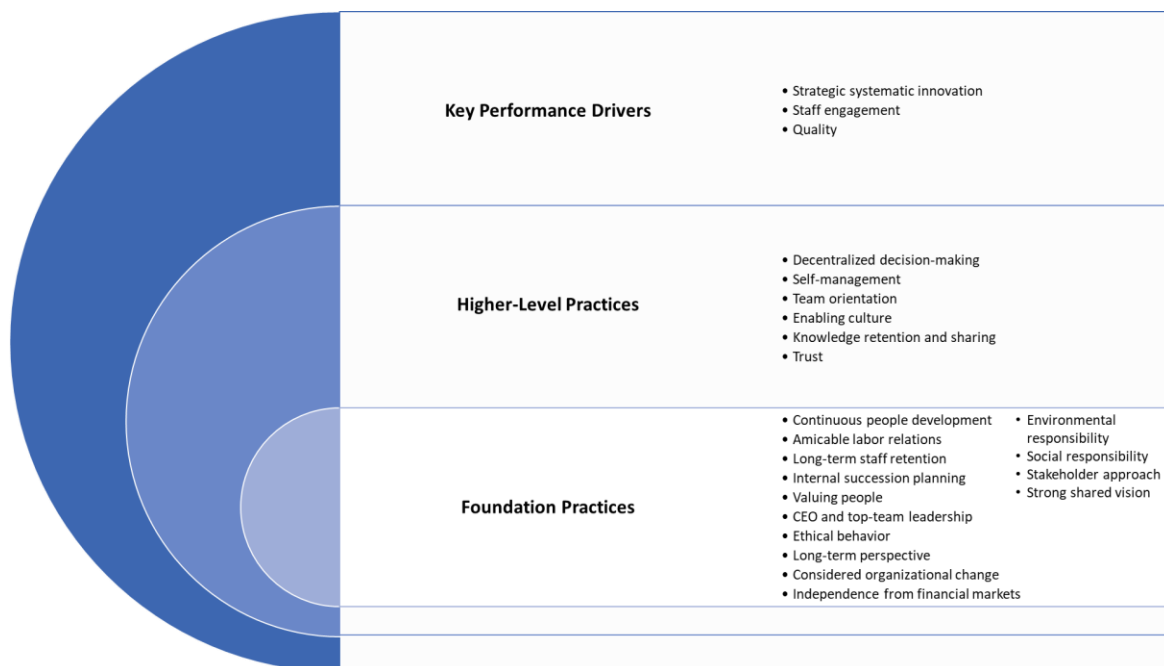 Key Performance Drivers
• Strategic systematic innovation
• Staff engagement
• Quality
Higher-Level Practices
• Decentralized decision-making
• Self-management
• Team orientation
• Enabling culture
• Knowledge retention and sharing
• Trust
Foundation Practices
• Continuous people development
• Amicable labor relations
• Long-term staff retention
• Internal succession planning
• Valuing people
• CEO and top-team leadership
• Ethical behavior
• Long-term perspective
• Considered organizational change
• Independence from financial markets
• Environmental
responsibility
• Social responsibility
• Stakeholder approach
• Strong shared vision